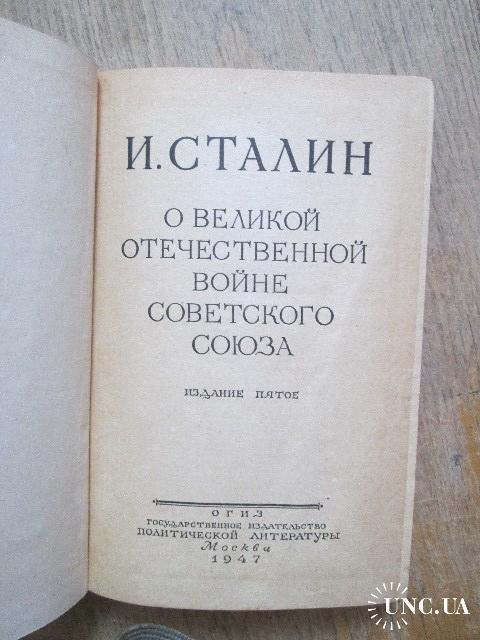 И. СТАЛИН
О ВЕЛИКОЙ
ОТЕЧЕСТВЕННОЙ
ВОЙНЕ
СОВЕТСКОГО
СОЮЗА
ИЗДАНИЕ ПЯТОЕ
ОГИЗ
ГОСУДАРСТВЕННОЕ ИЗДАТЕЛЬСТВО
ПОЛИТИЧЕСКОЙ ЛИТЕРАТУРЫ
Москва
1947
UNC.UA